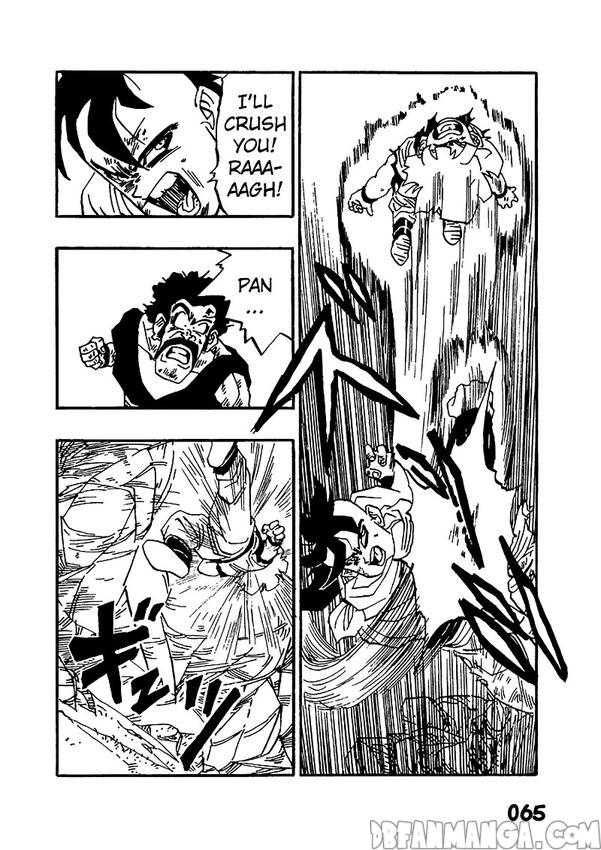 I'LL
CRUSH
YOU!
RAAA-
AAGH!
PAN
...
ギュッ
065
DBFANMANGA.COM